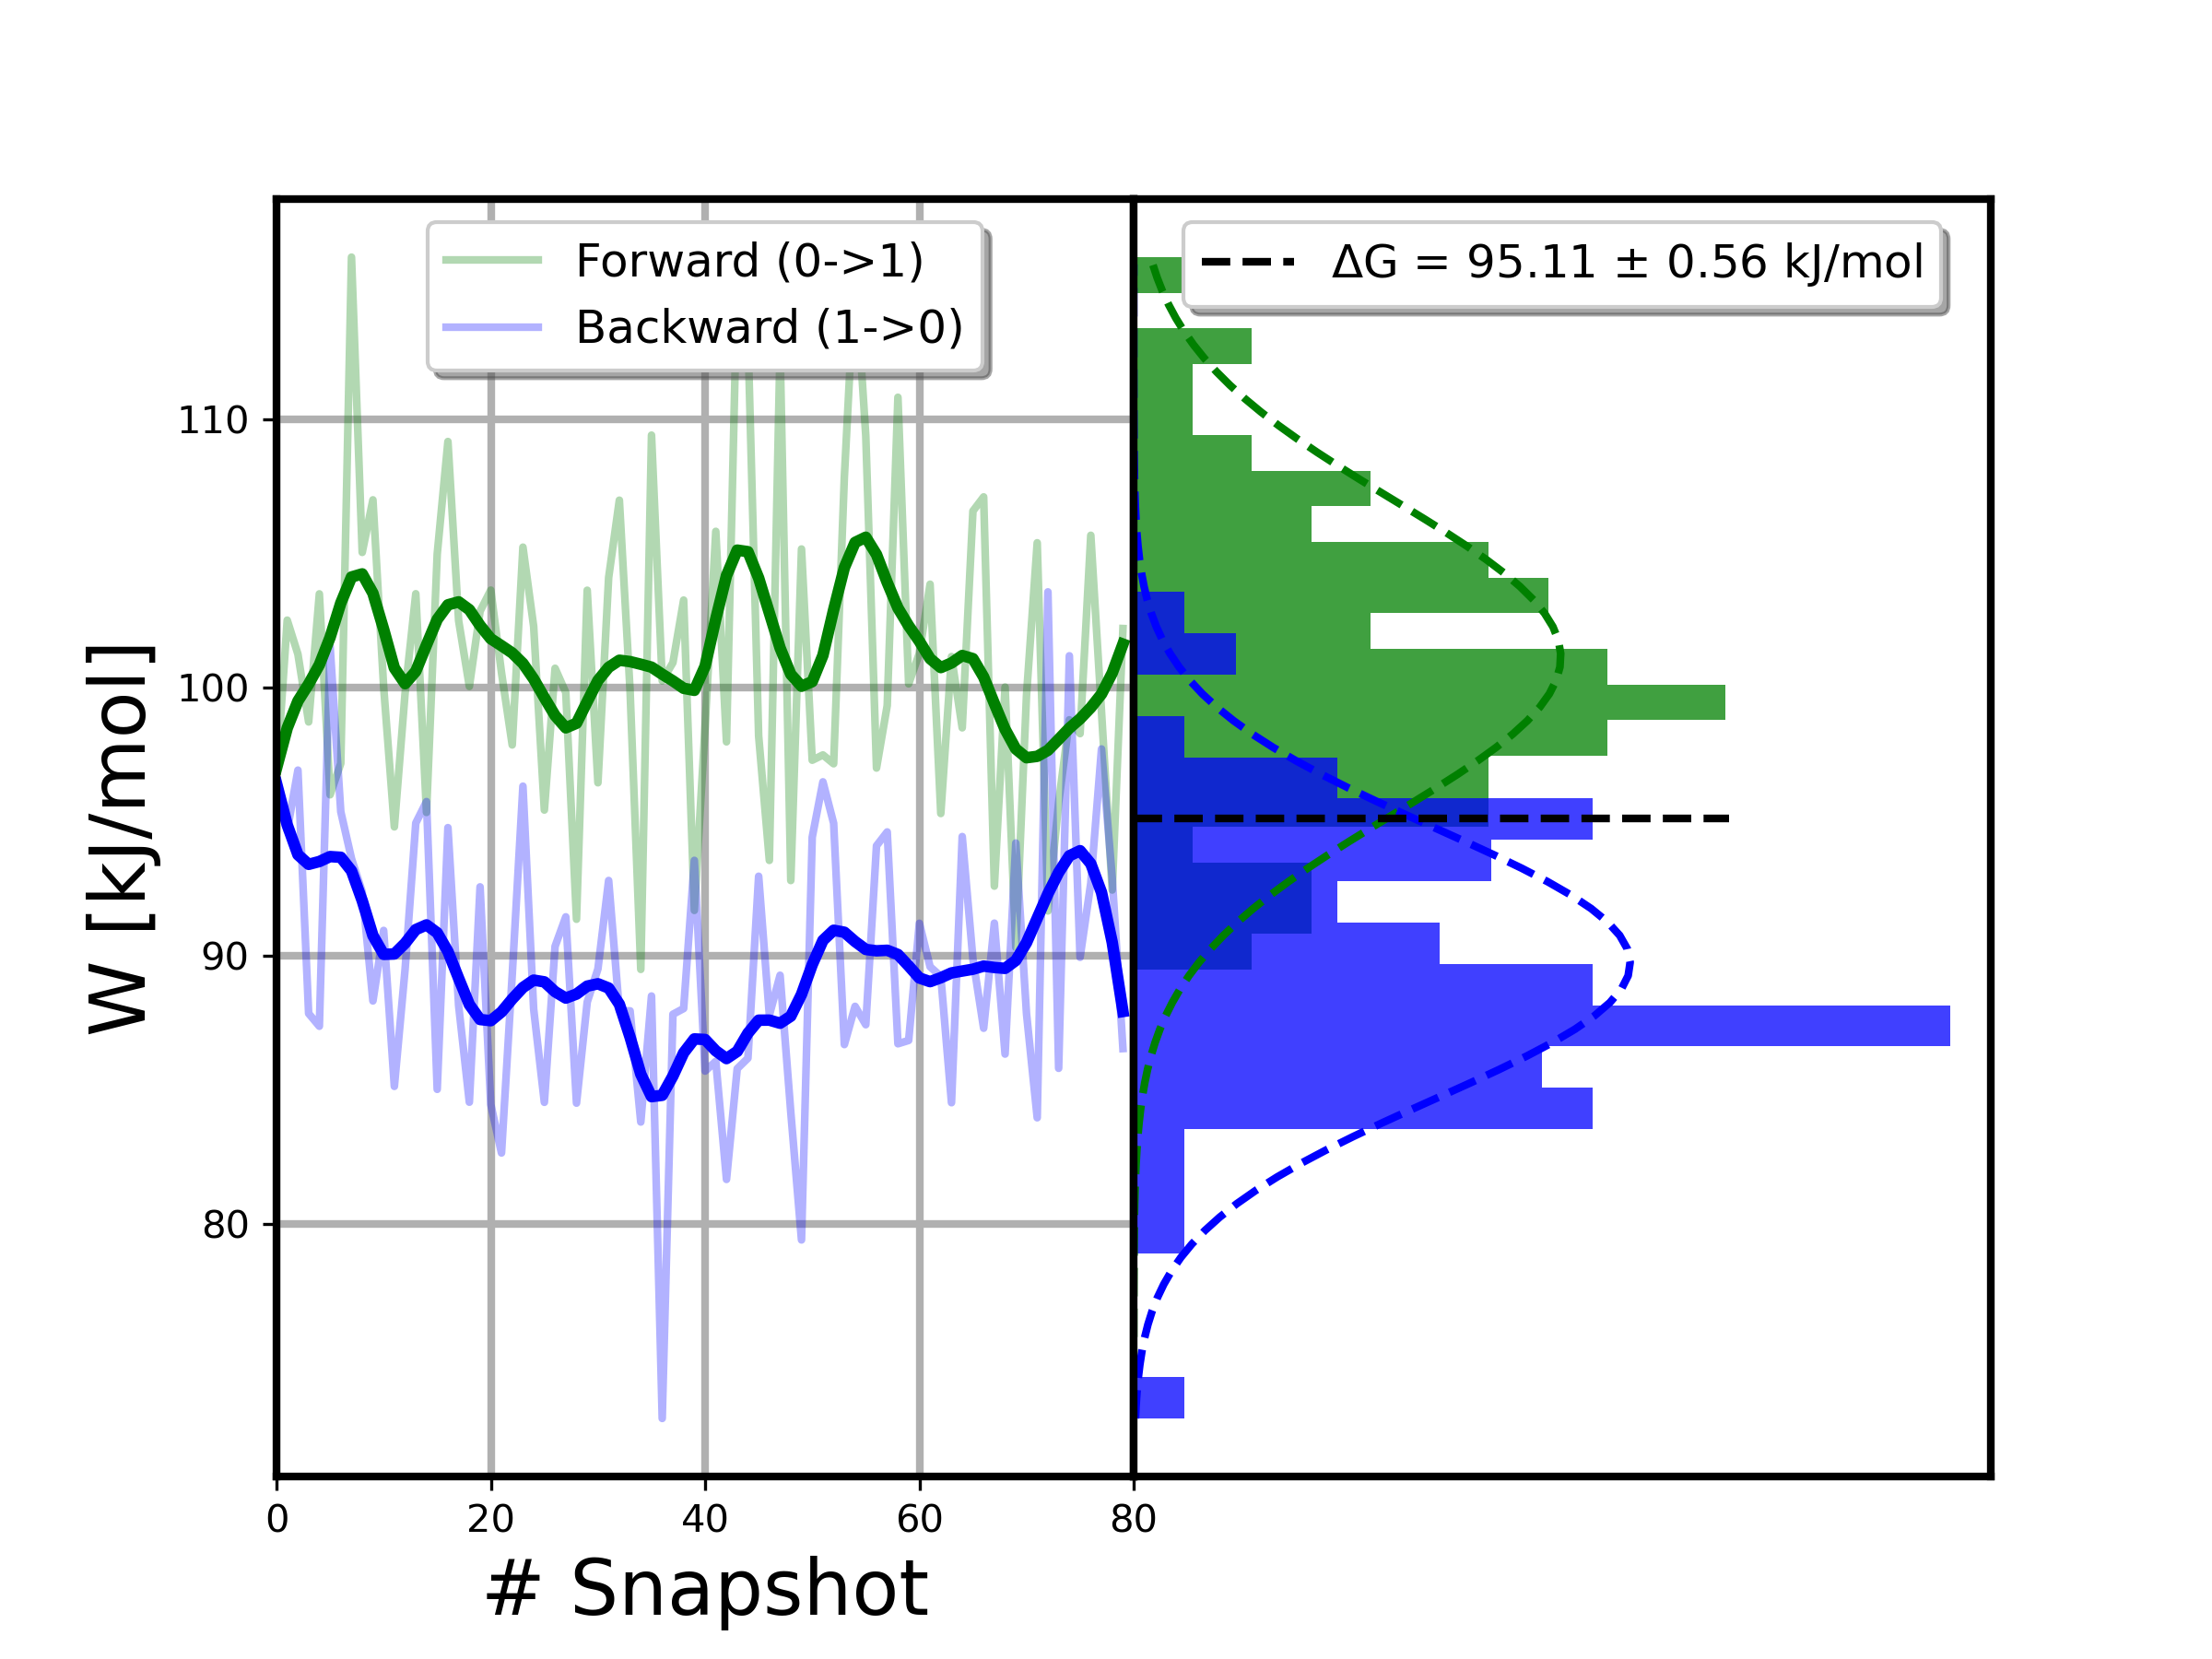 Forward (0->1)
Backward (1->0)
ΔG = 95.11 ± 0.56 kJ/mol
W [kJ/mol]
110
100
90
80
0 20 40 60 80
# Snapshot